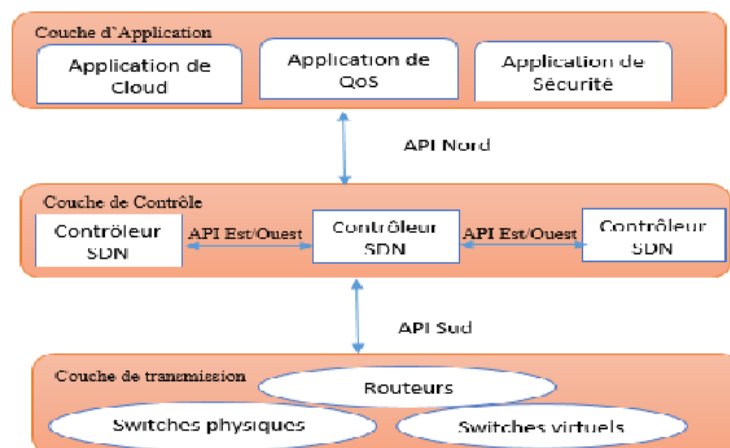 Couche d`Application
Application de
Cloud
Application de
QoS
Application de
Sécurité
API Nord
Couche de Contrôle
Contrôleur
SDN
API Est/Ouest
Contrôleur
SDN
API Est/Ouest
Contrôleur
SDN
API Sud
Couche de transmission
Routeurs
Switches physiques
Switches virtuels